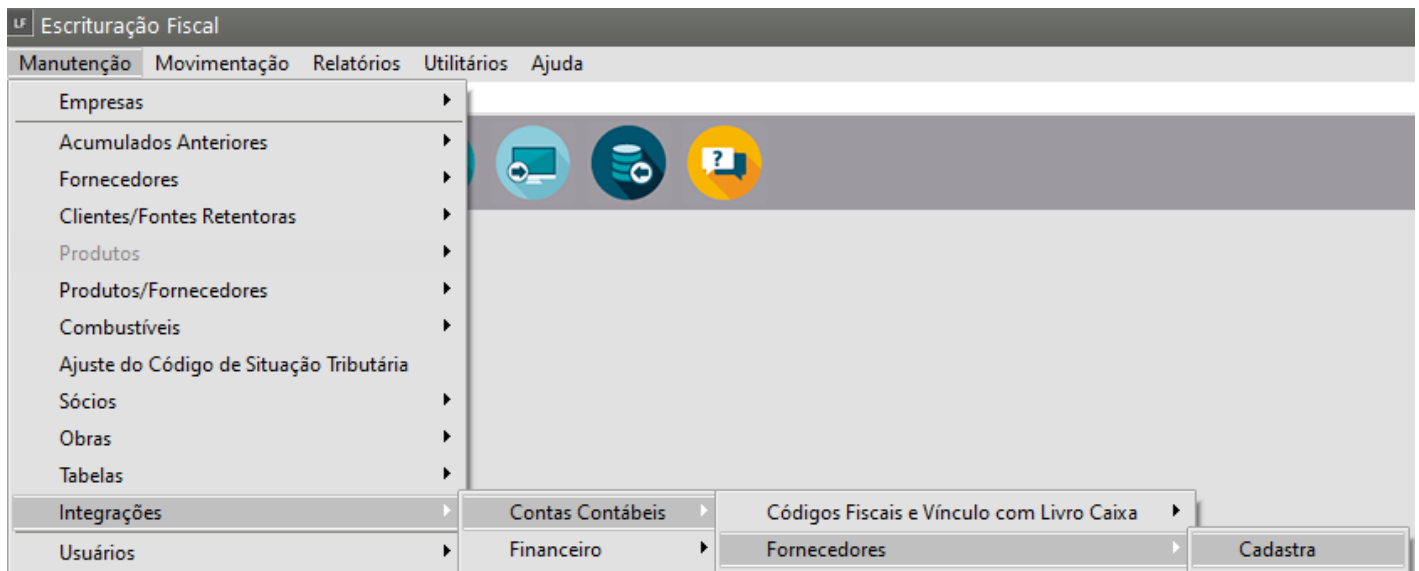 LF Escrituração Fiscal
Manutenção Movimentação Relatórios Utilitários Ajuda
Empresas
Acumulados Anteriores
Fornecedores
Clientes/Fontes Retentoras
Produtos
Produtos/Fornecedores
Combustíveis
Ajuste do Código de Situação Tributária
Sócios
Obras
Tabelas
Integrações Contas Contábeis Códigos Fiscais e Vínculo com Livro Caixa
Usuários Financeiro Fornecedores Cadastra
?